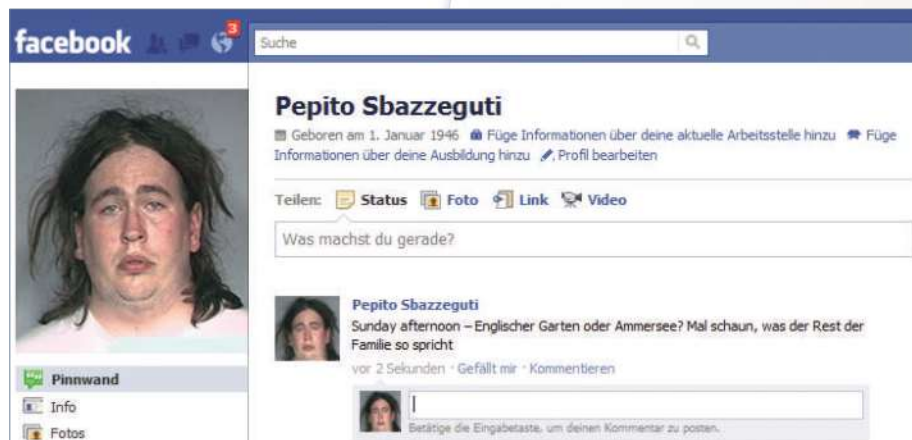 facebook 3 Suche
Pepito Sbazzeguti
Geboren am 1. Januar 1946 Füge Informationen über deine aktuelle Arbeitsstelle hinzu Füge
Informationen über deine Ausbildung hinzu Profil bearbeiten
Teilen: Status Foto Link Video
Was machst du gerade?
Pepito Sbazzeguti
Sunday afternoon – Englischer Garten oder Ammersee? Mal schaun, was der Rest der
Familie so spricht
vor 2 Sekunden · Gefällt mir · Kommentieren
Betätige die Eingabetaste, um deinen Kommentar zu posten.
Pinnwand
Info
Fotos